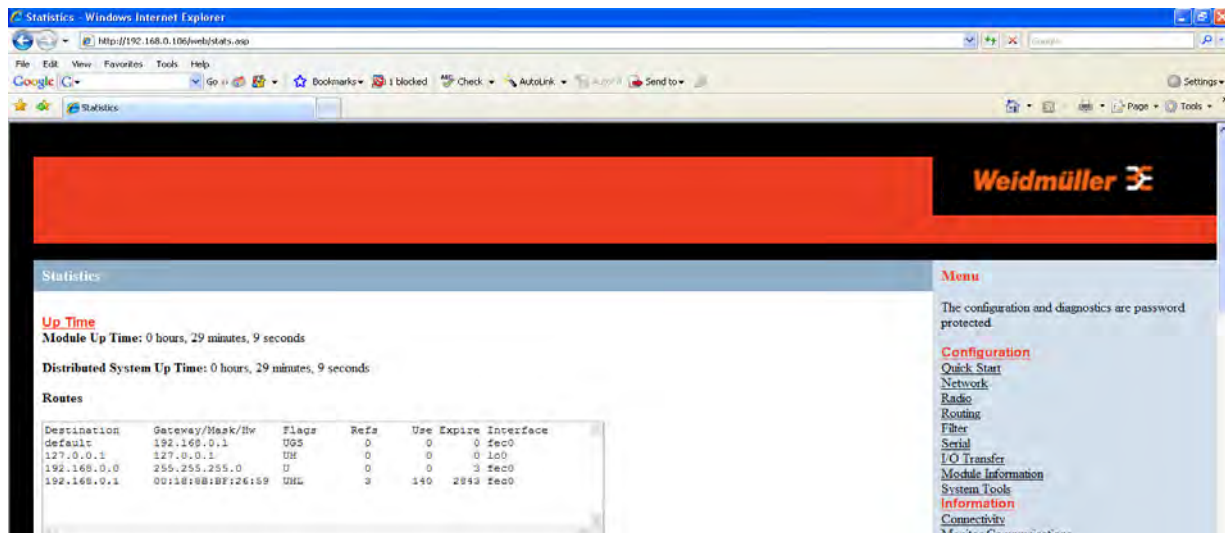 Statistics - Windows Internet Explorer
http://192.168.0.106/web/stats.asp
Google
File Edit View Favorites Tools Help
Google G Go Bookmarks 1 blocked Check AutoLink AutoFill Send to Settings
Statistics
Page Tools
Weidmüller
Statistics
Up Time
Module Up Time: 0 hours, 29 minutes, 9 seconds
Distributed System Up Time: 0 hours, 29 minutes, 9 seconds
Routes
Destination Gateway/Mask/Hw Flags Refs Use Expire Interface
default 192.168.0.1 UGS 0 0 0 fec0
127.0.0.1 127.0.0.1 UH 0 0 0 lo0
192.168.0.0 255.255.255.0 U 0 0 3 fec0
192.168.0.1 00:18:8B:BF:26:59 UHL 3 140 2843 fec0
Menu
The configuration and diagnostics are password
protected
Configuration
Quick Start
Network
Radio
Routing
Filter
Serial
I/O Transfer
Module Information
System Tools
Information
Connectivity
Monitor Communications